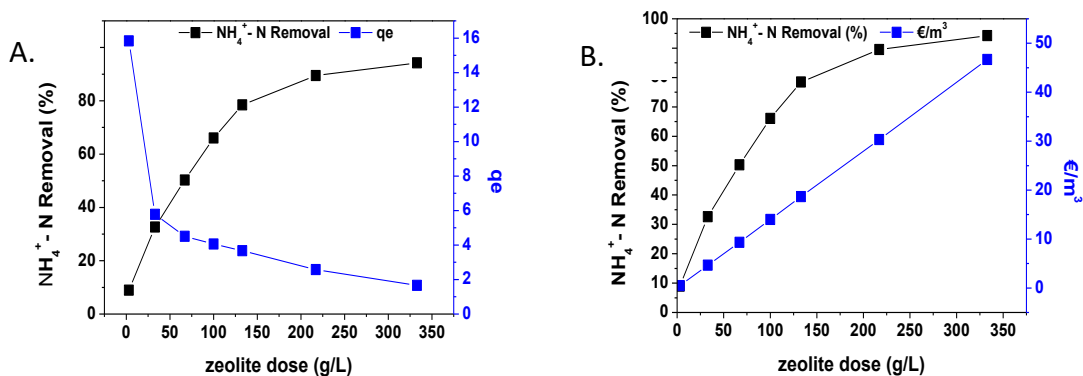 A.
NH₄⁺- N Removal qe
NH₄⁺- N Removal (%)
80
60
40
20
0
16
14
12
10
8
6
4
2
0
qe
0 50 100 150 200 250 300 350
zeolite dose (g/L)
B.
NH₄⁺- N Removal (%) €/m³
NH₄⁺- N Removal (%)
100
90
80
70
60
50
40
30
20
10
0
50
40
30
20
10
0
€/m³
0 50 100 150 200 250 300 350
zeolite dose (g/L)